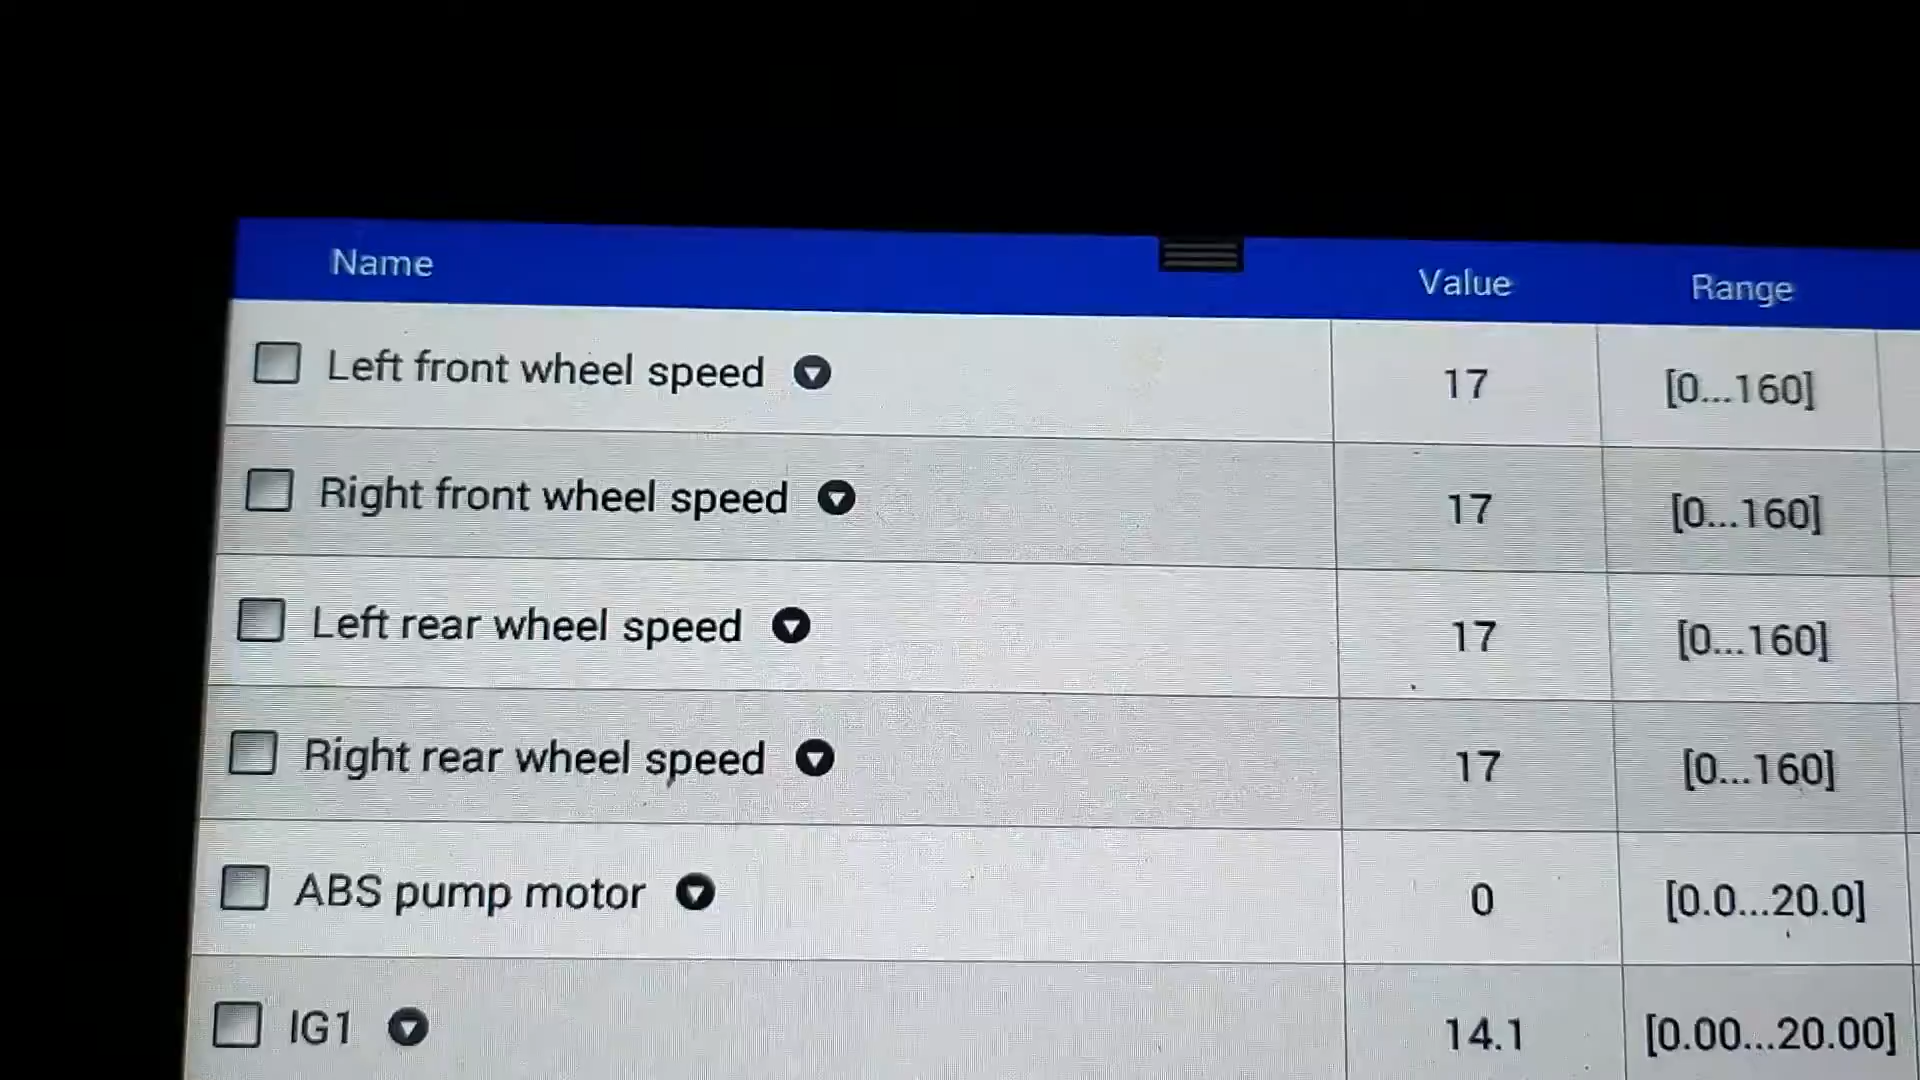 Name Value Range
Left front wheel speed 17 [0...160]
Right front wheel speed 17 [0...160]
Left rear wheel speed 17 [0...160]
Right rear wheel speed 17 [0...160]
ABS pump motor 0 [0.0...20.0]
IG1 14.1 [0.00...20.00]